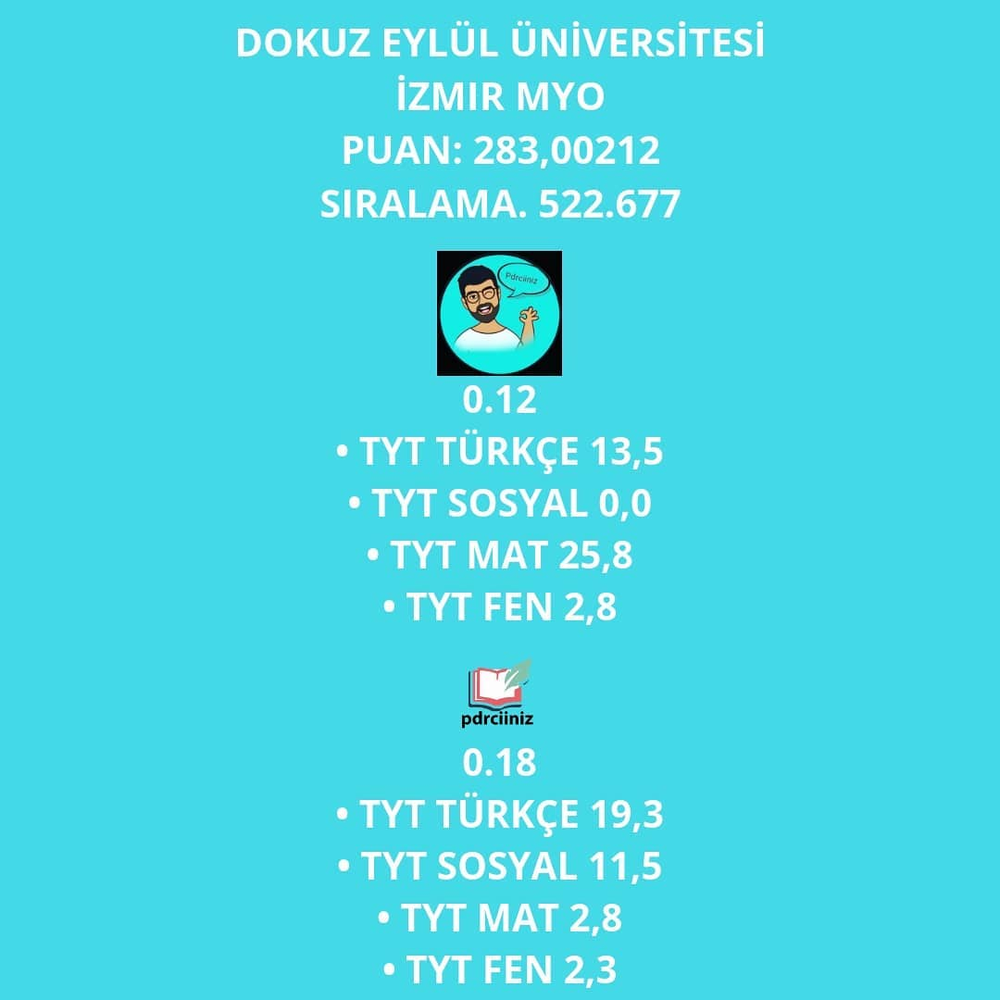 DOKUZ EYLÜL ÜNİVERSİTESİ
İZMIR MYO
PUAN: 283,00212
SIRALAMA. 522.677
Pdrciiniz
0.12
• TYT TÜRKÇE 13,5
• TYT SOSYAL 0,0
• TYT MAT 25,8
• TYT FEN 2,8
pdrciiniz
0.18
• TYT TÜRKÇE 19,3
• TYT SOSYAL 11,5
• TYT MAT 2,8
• TYT FEN 2,3